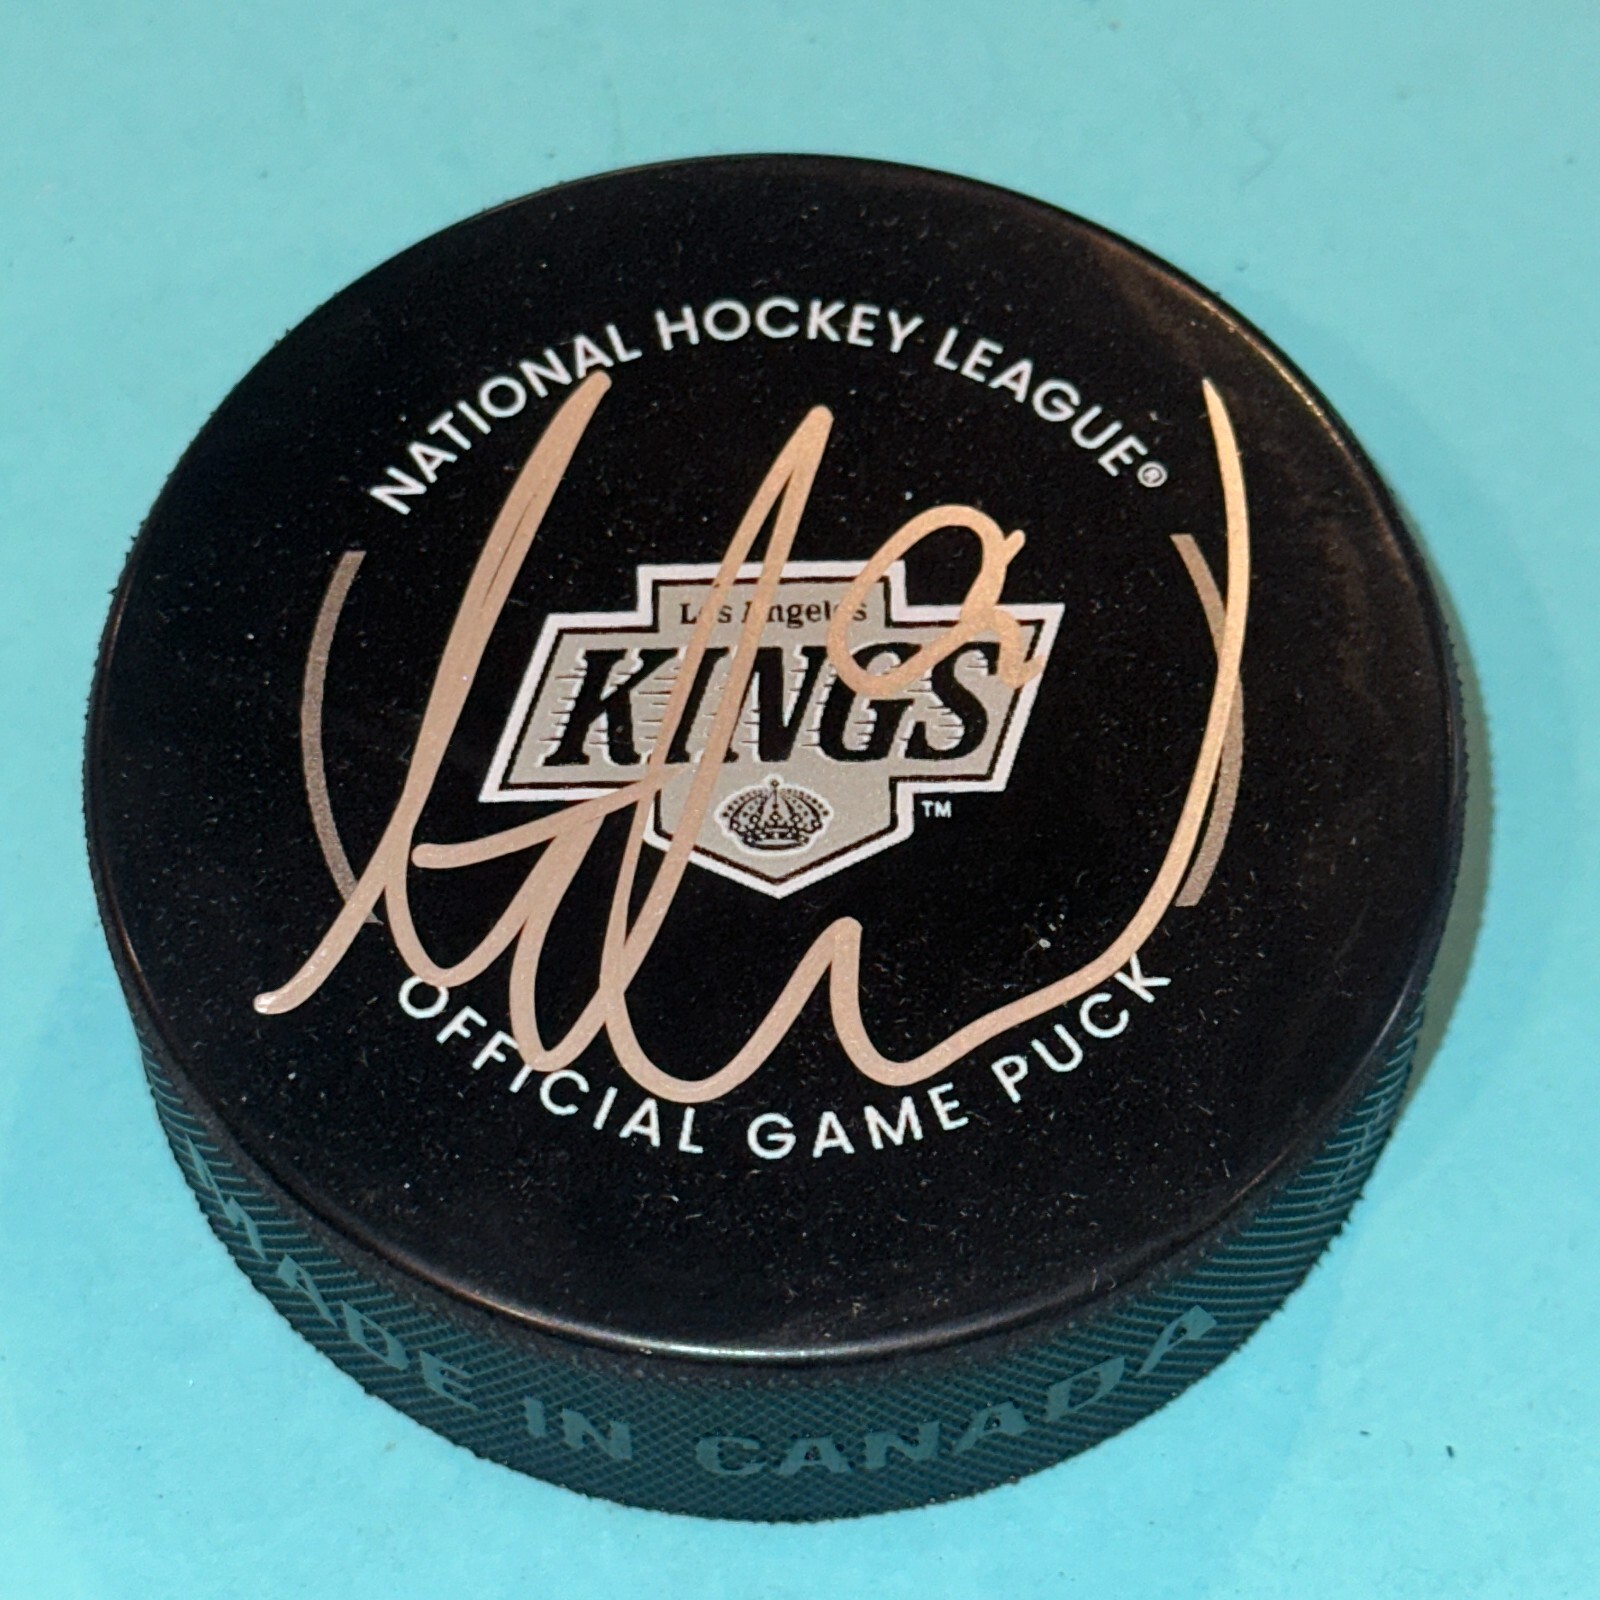 NATIONAL HOCKEY LEAGUE®
Los Angeles
KINGS
TM
OFFICIAL GAME PUCK
MADE IN CANADA